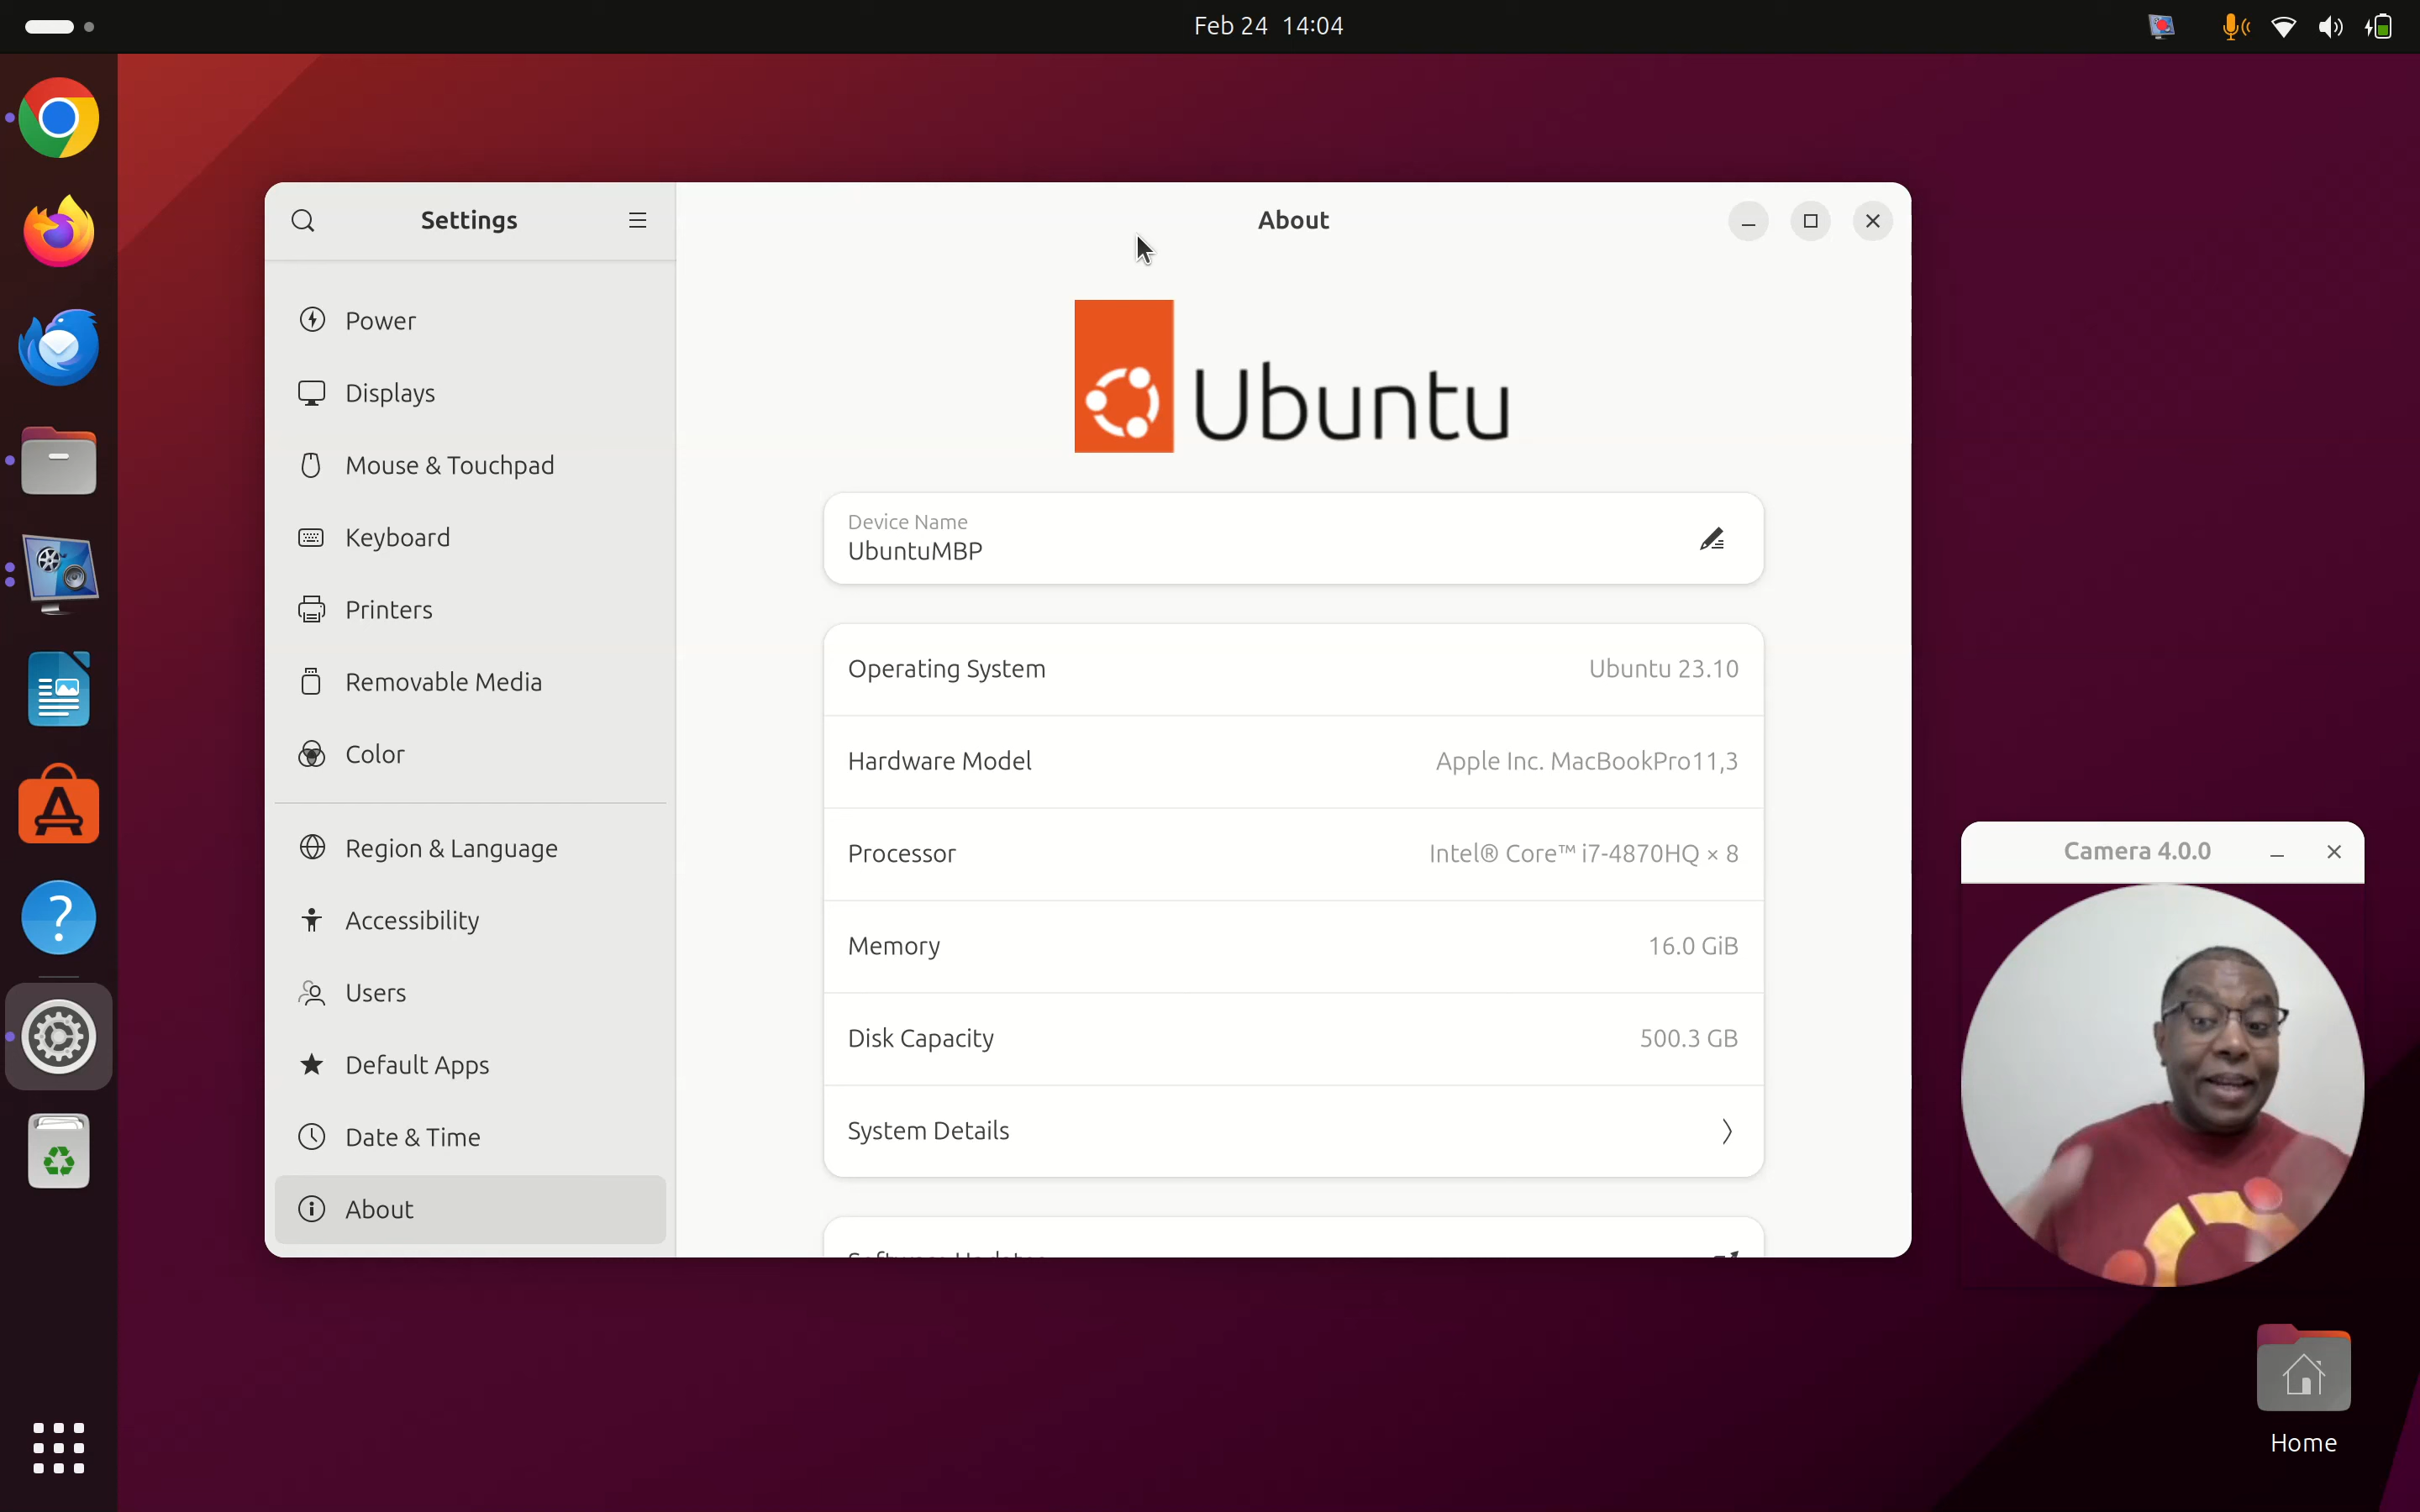 Feb 24 14:04
Settings
About
Power
Displays
Mouse & Touchpad
Keyboard
Printers
Removable Media
Color
Region & Language
Accessibility
Users
Default Apps
Date & Time
About
Ubuntu
Device Name
UbuntuMBP
Operating System Ubuntu 23.10
Hardware Model Apple Inc. MacBookPro11,3
Processor Intel® Core™ i7-4870HQ × 8
Memory 16.0 GiB
Disk Capacity 500.3 GB
System Details
Camera 4.0.0
Home